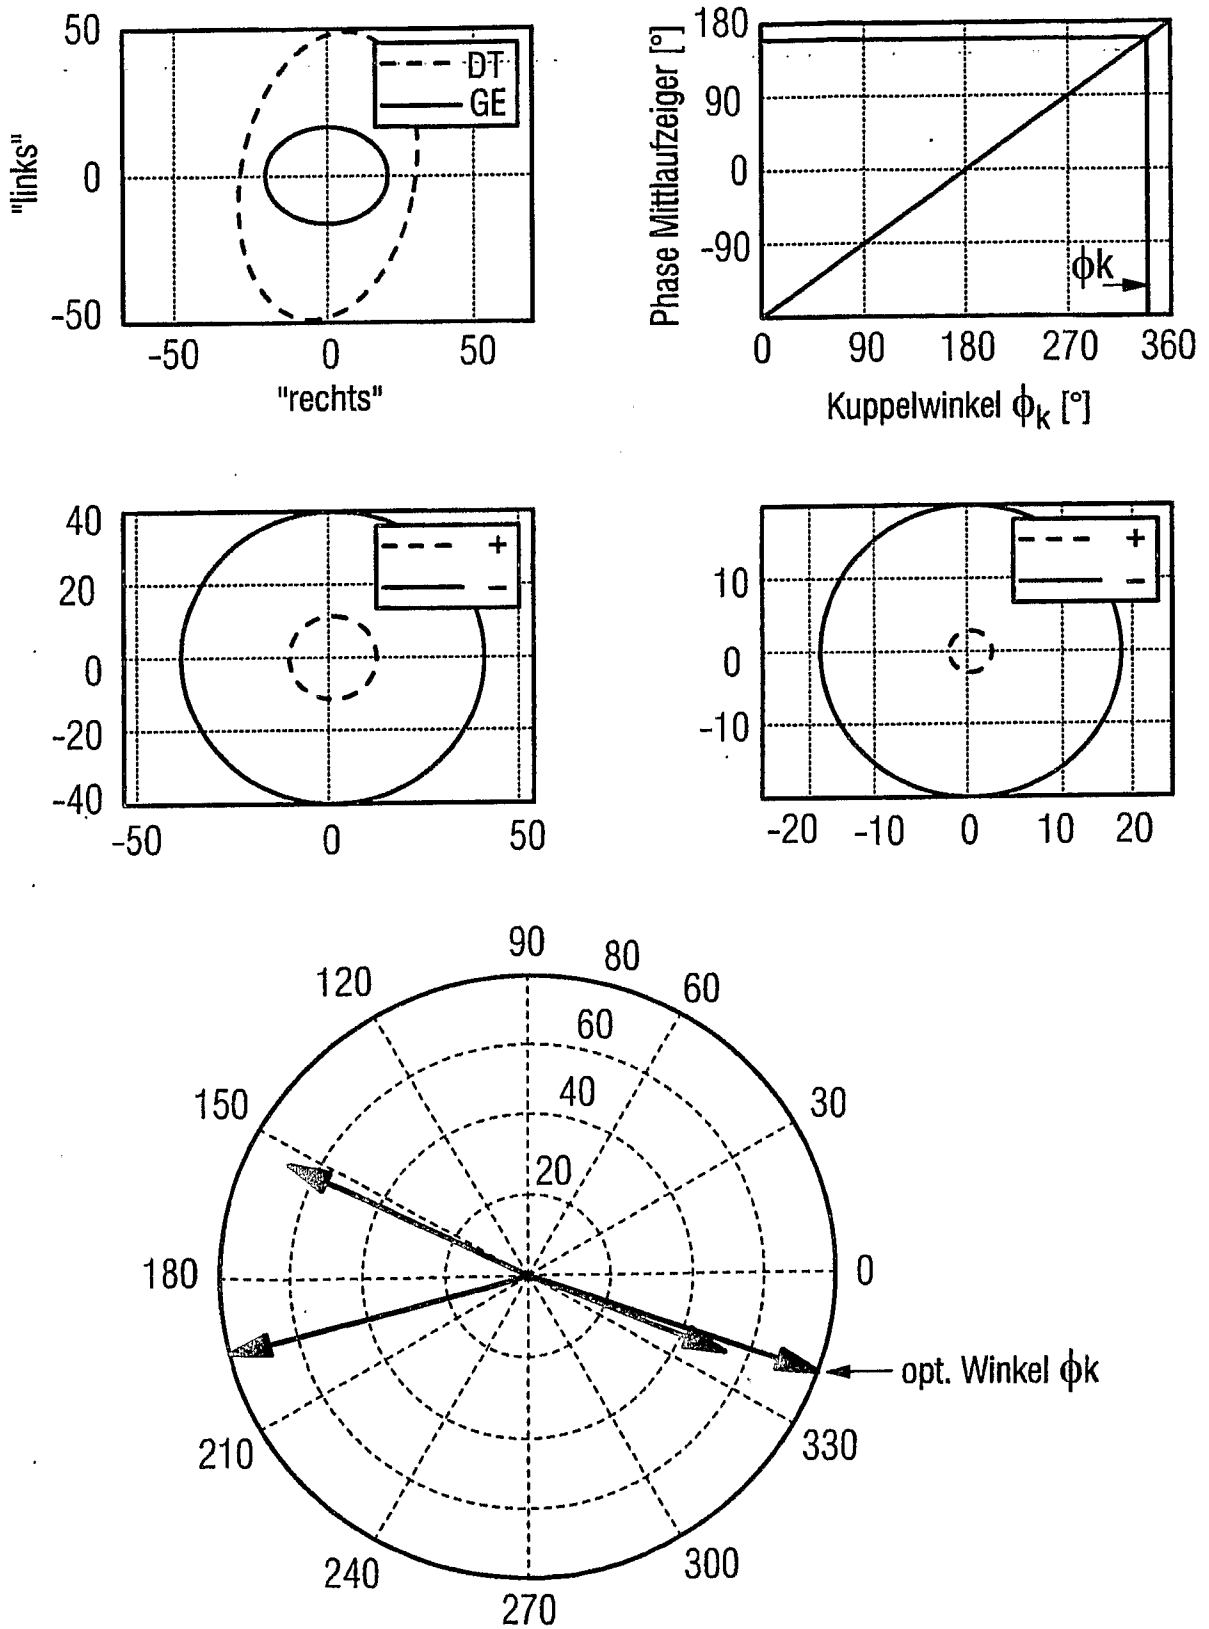 50
0
-50
"links"
DT
GE
-50 0 50
"rechts"
180
90
0
-90
Phase Mittlaufzeiger [°]
ϕk
0 90 180 270 360
Kuppelwinkel ϕk [°]
40
20
0
-20
-40
+
–
-50 0 50
10
0
-10
+
–
-20 -10 0 10 20
90
80
120
60
60
40
150
30
20
180
0
opt. Winkel ϕk
210
330
240
300
270